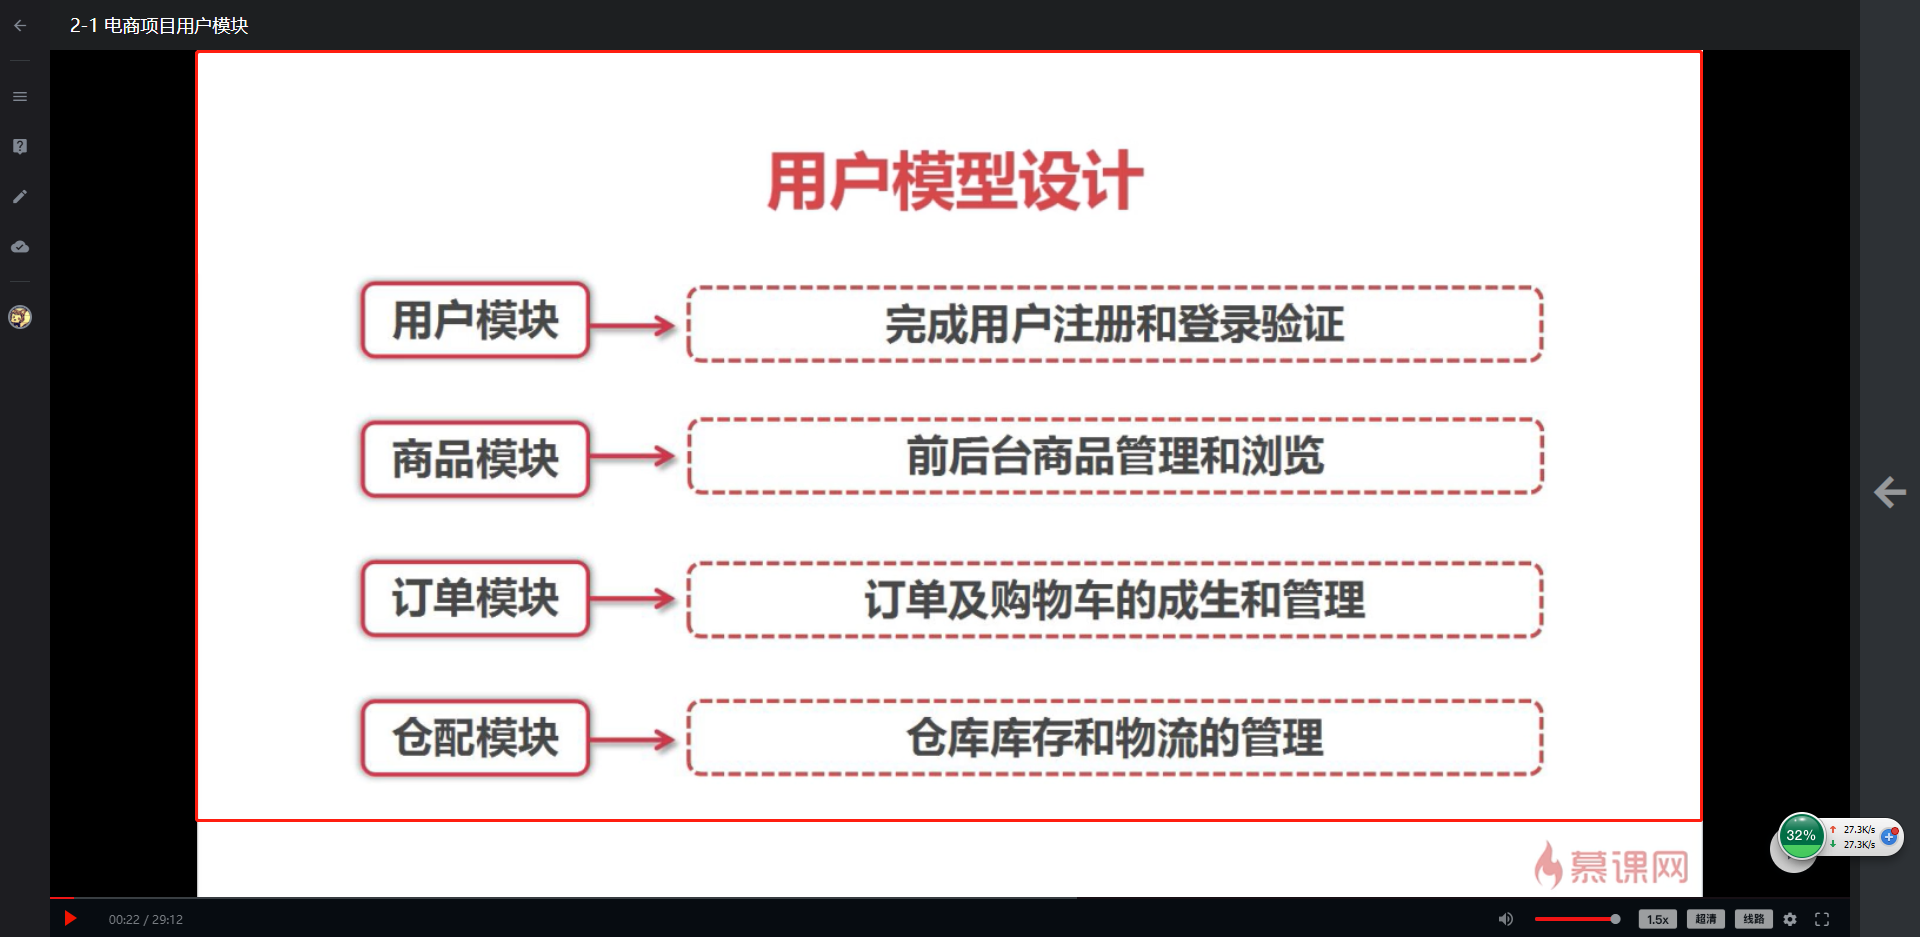 2-1 电商项目用户模块
用户模型设计
用户模块
完成用户注册和登录验证
商品模块
前后台商品管理和浏览
订单模块
订单及购物车的成生和管理
仓配模块
仓库库存和物流的管理
慕课网
32%
27.3K/s
27.3K/s
00:22 / 29:12
1.5x
超清
线路